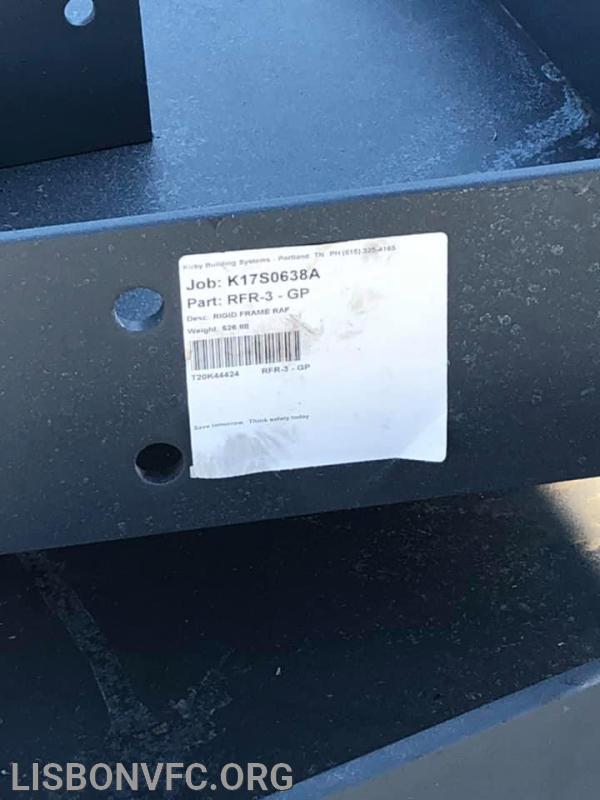 Kirby Building Systems - Portland TN PH (615) 325-4165
Job: K17S0638A
Part: RFR-3 - GP
Desc: RIGID FRAME RAF
Weight: 626.88
T20K44424 RFR-3 - GP
Save tomorrow. Think safety today
LISBONVFC.ORG